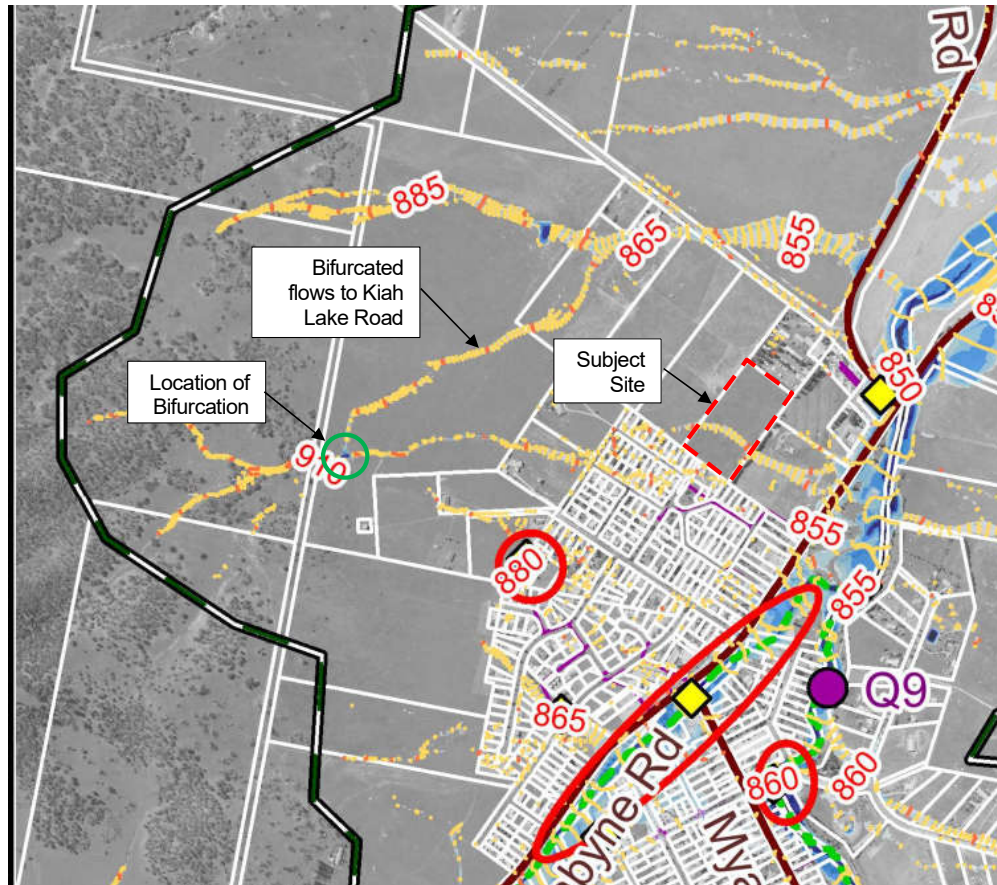 Rd
885
865
855
Bifurcated
flows to Kiah
Lake Road
Subject
Site
850
Location of
Bifurcation
855
880
855
Q9
865
860
860
byne Rd
My